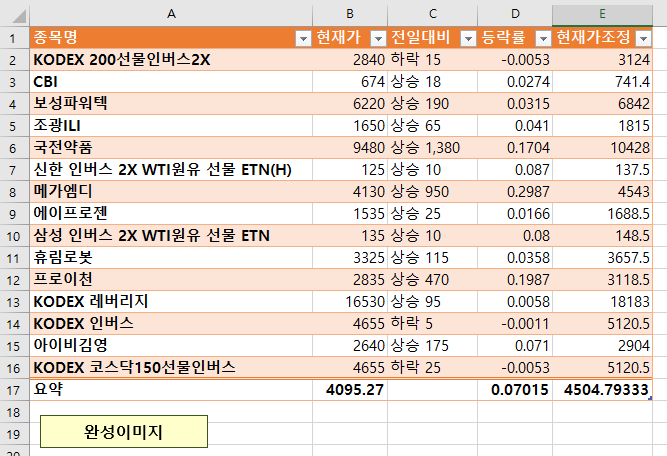 A B C D E
1 종목명 현재가 전일대비 등락률 현재가조정
2 KODEX 200선물인버스2X 2840 하락 15 -0.0053 3124
3 CBI 674 상승 18 0.0274 741.4
4 보성파워텍 6220 상승 190 0.0315 6842
5 조광ILI 1650 상승 65 0.041 1815
6 국전약품 9480 상승 1,380 0.1704 10428
7 신한 인버스 2X WTI원유 선물 ETN(H) 125 상승 10 0.087 137.5
8 메가엠디 4130 상승 950 0.2987 4543
9 에이프로젠 1535 상승 25 0.0166 1688.5
10 삼성 인버스 2X WTI원유 선물 ETN 135 상승 10 0.08 148.5
11 휴림로봇 3325 상승 115 0.0358 3657.5
12 프로이천 2835 상승 470 0.1987 3118.5
13 KODEX 레버리지 16530 상승 95 0.0058 18183
14 KODEX 인버스 4655 하락 5 -0.0011 5120.5
15 아이비김영 2640 상승 175 0.071 2904
16 KODEX 코스닥150선물인버스 4655 하락 25 -0.0053 5120.5
17 요약 4095.27 0.07015 4504.79333
18
19 완성이미지